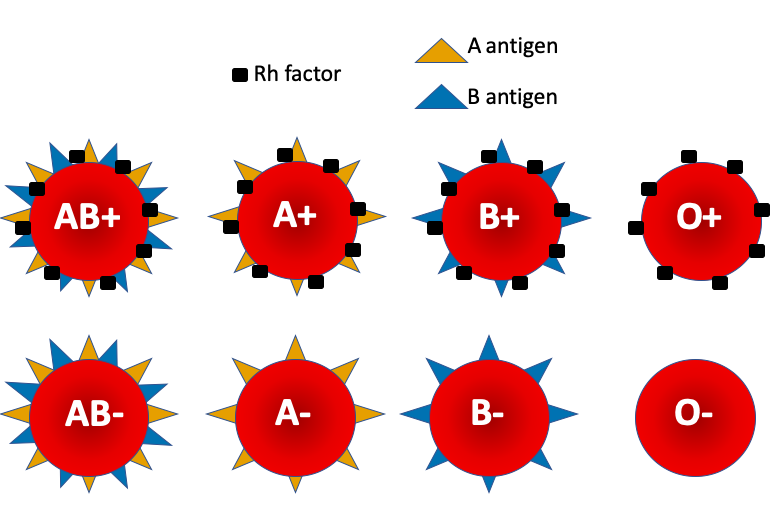 A antigen
Rh factor
B antigen
AB+
A+
B+
O+
AB-
A-
B-
O-